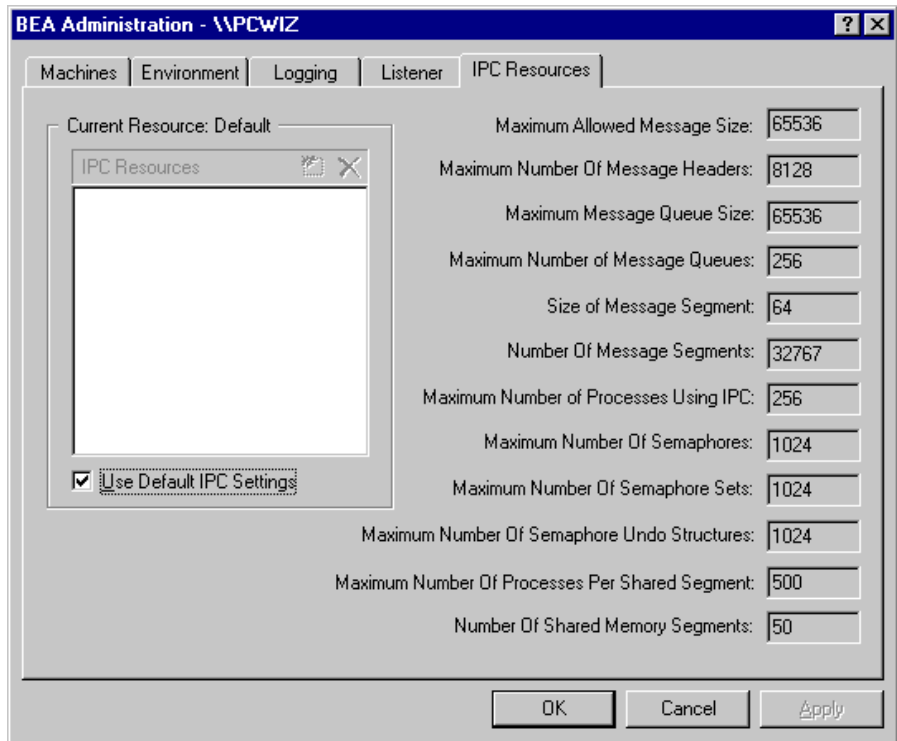 BEA Administration - \\PCWIZ
Machines Environment Logging Listener IPC Resources
Current Resource: Default
IPC Resources
Use Default IPC Settings
Maximum Allowed Message Size: 65536
Maximum Number Of Message Headers: 8128
Maximum Message Queue Size: 65536
Maximum Number of Message Queues: 256
Size of Message Segment: 64
Number Of Message Segments: 32767
Maximum Number of Processes Using IPC: 256
Maximum Number Of Semaphores: 1024
Maximum Number Of Semaphore Sets: 1024
Maximum Number Of Semaphore Undo Structures: 1024
Maximum Number Of Processes Per Shared Segment: 500
Number Of Shared Memory Segments: 50
OK Cancel Apply